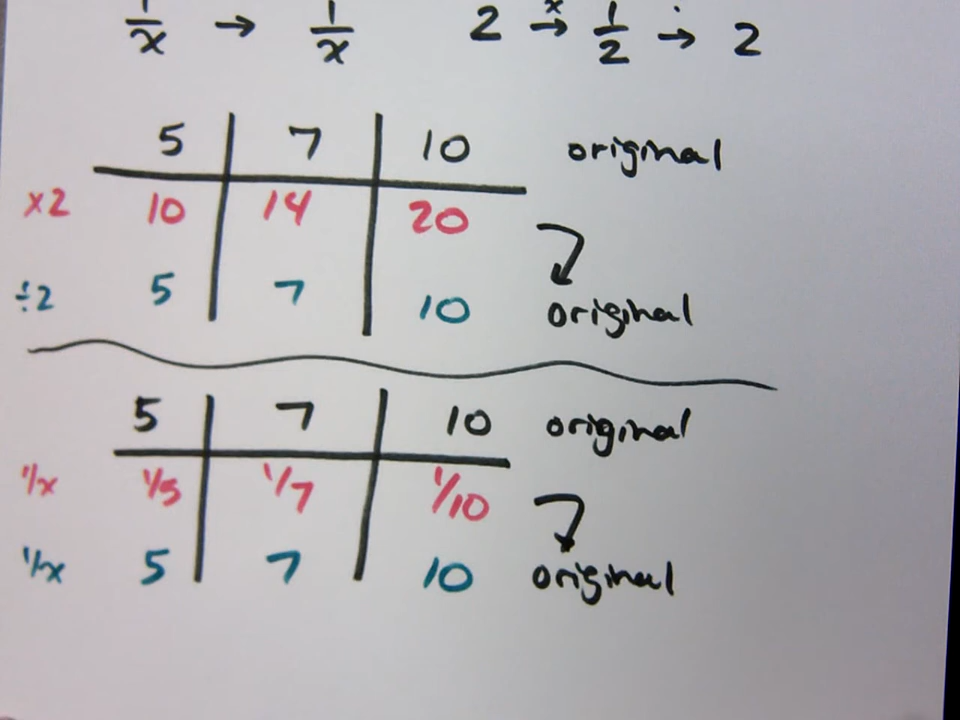 1/x → 1/x 2 →x 1/2 → 2
5 7 10 original
x2 10 14 20
÷2 5 7 10 original
5 7 10 original
1/x 1/5 1/7 1/10
1/x 5 7 10 original